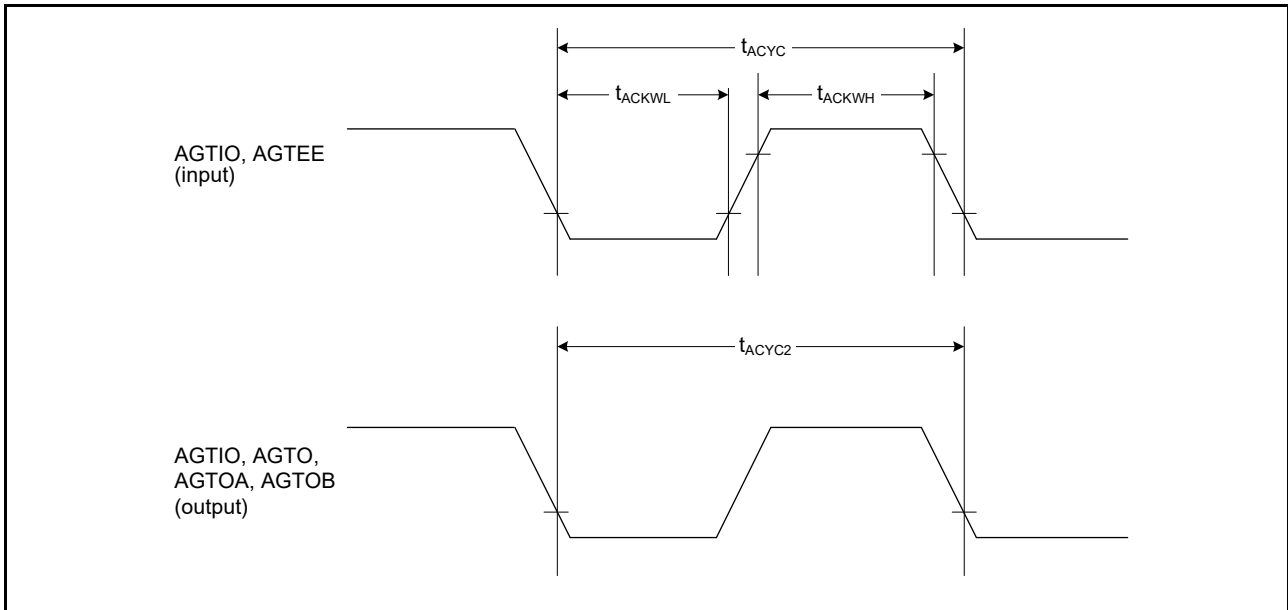 tACYC
tACKWL
tACKWH
AGTIO, AGTEE
(input)
tACYC2
AGTIO, AGTO,
AGTOA, AGTOB
(output)